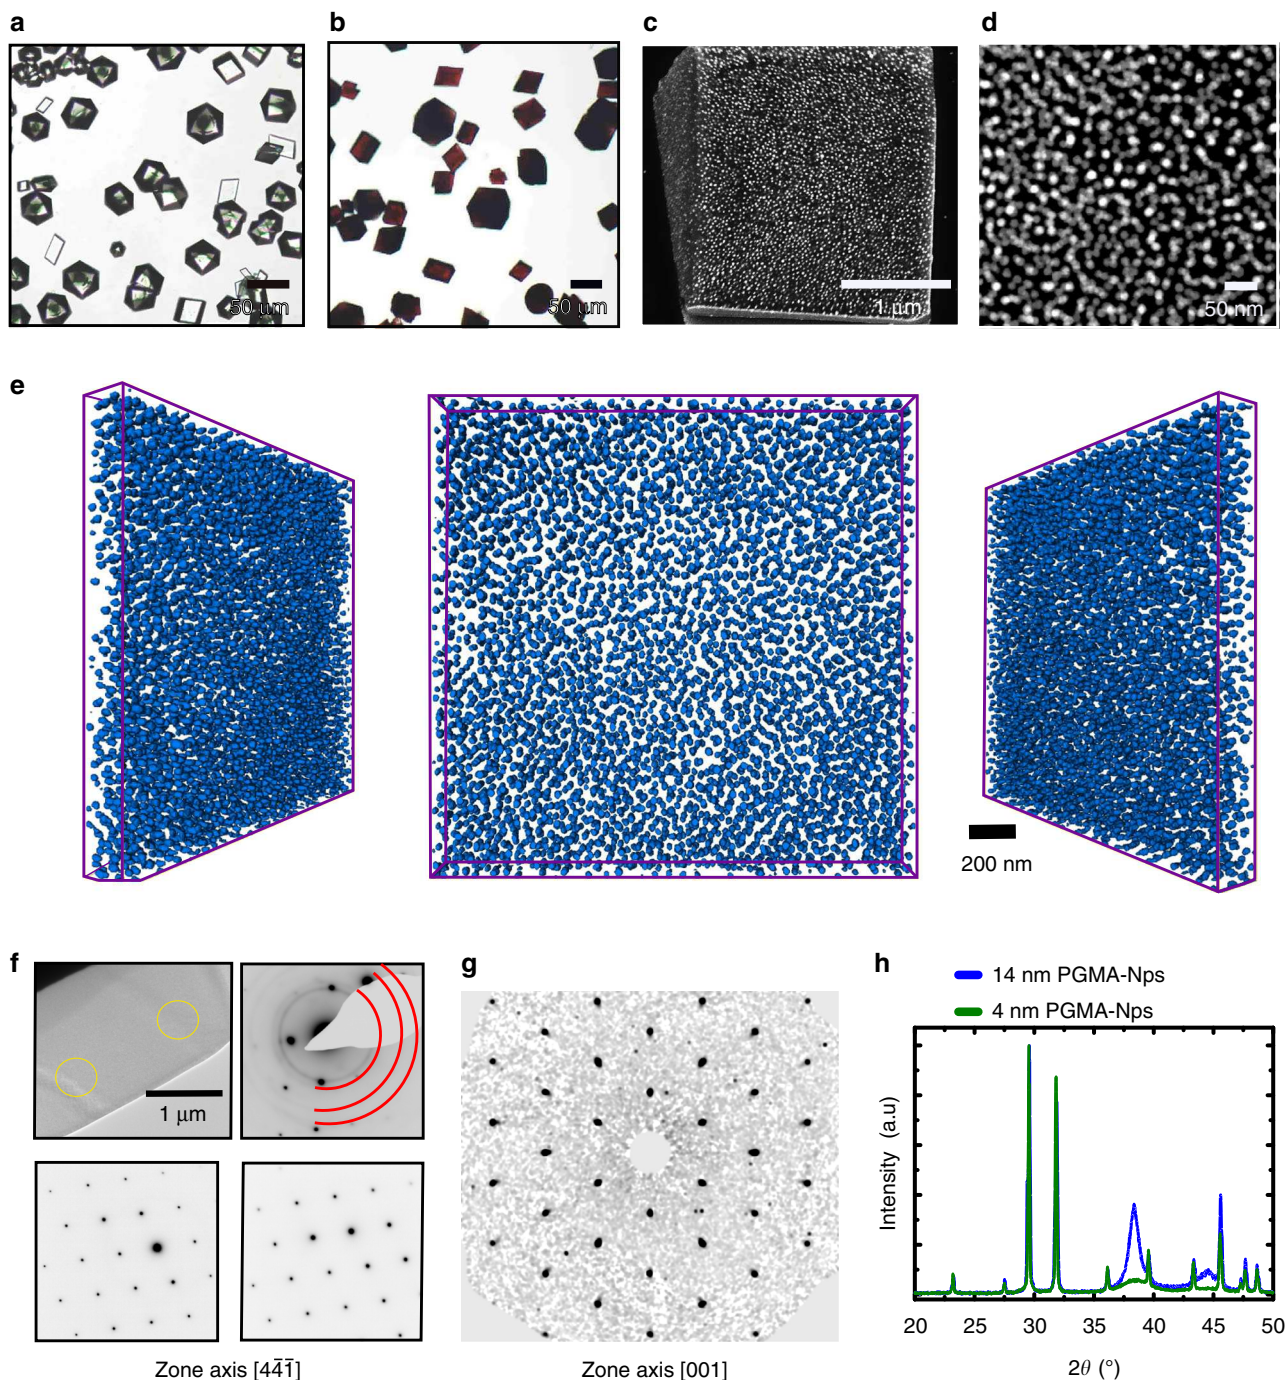 a
b
c
d
50 μm
50 μm
1 μm
50 nm
e
200 nm
f
g
h
14 nm PGMA-Nps
4 nm PGMA-Nps
1 μm
Intensity (a.u)
20 25 30 35 40 45 50
2θ (°)
Zone axis [44̅1̅]
Zone axis [001]